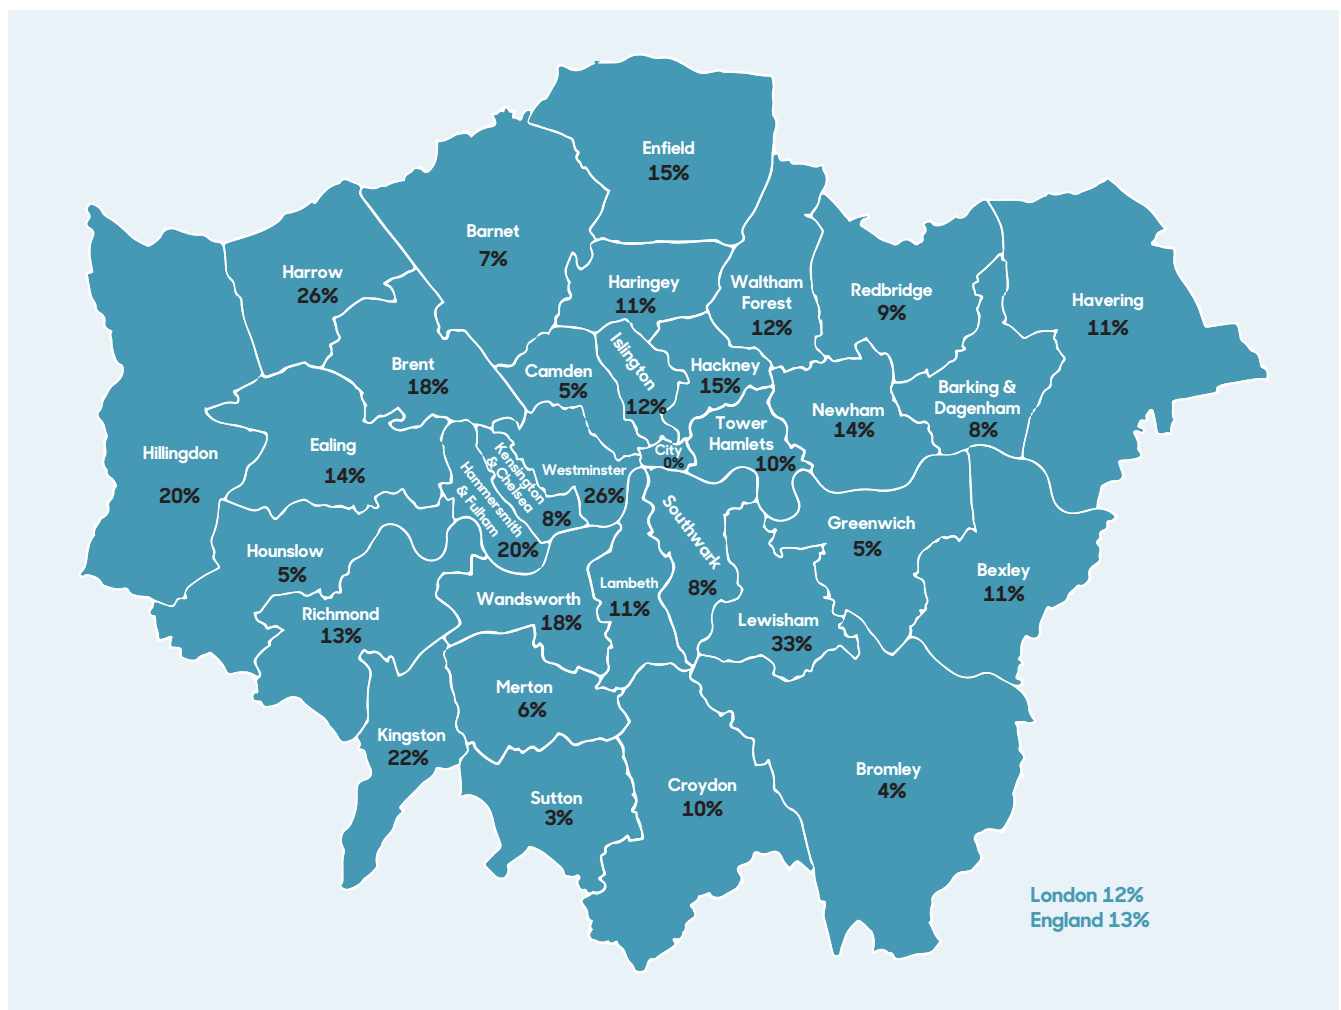 Enfield
15%
Barnet
7%
Harrow
26%
Haringey
11%
Waltham
Forest
12%
Redbridge
9%
Havering
11%
Brent
18%
Camden
5%
Islington
12%
Hackney
15%
Newham
14%
Barking &
Dagenham
8%
Hillingdon
20%
Ealing
14%
Hammersmith
& Fulham
20%
Kensington
& Chelsea
8%
Westminster
26%
City
0%
Tower
Hamlets
10%
Hounslow
5%
Richmond
13%
Wandsworth
18%
Lambeth
11%
Southwark
8%
Lewisham
33%
Greenwich
5%
Bexley
11%
Kingston
22%
Merton
6%
Sutton
3%
Croydon
10%
Bromley
4%
London 12%
England 13%